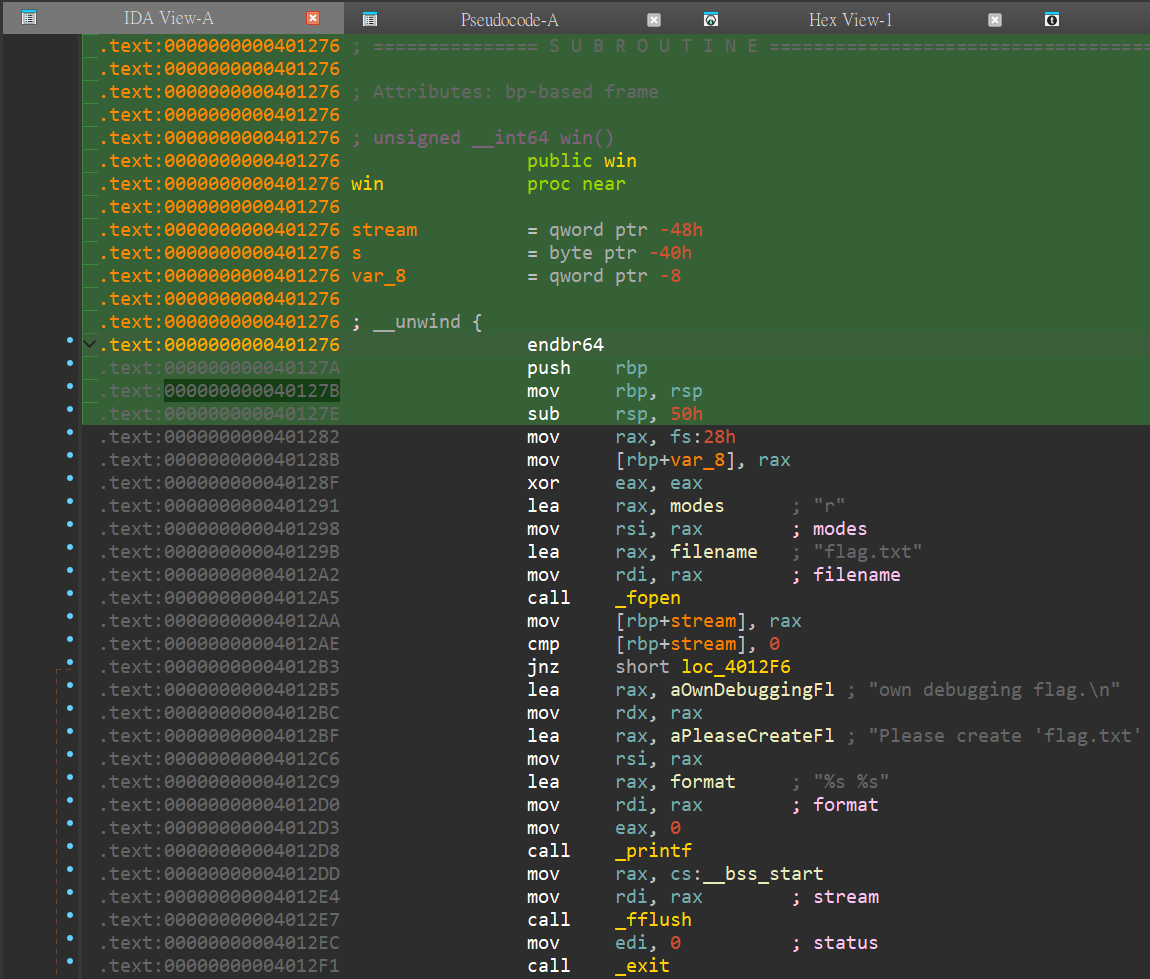 IDA View-A Pseudocode-A Hex View-1
.text:0000000000401276 ; =============== S U B R O U T I N E ===================================
.text:0000000000401276
.text:0000000000401276 ; Attributes: bp-based frame
.text:0000000000401276
.text:0000000000401276 ; unsigned __int64 win()
.text:0000000000401276 public win
.text:0000000000401276 win proc near
.text:0000000000401276
.text:0000000000401276 stream = qword ptr -48h
.text:0000000000401276 s = byte ptr -40h
.text:0000000000401276 var_8 = qword ptr -8
.text:0000000000401276
.text:0000000000401276 ; __unwind {
.text:0000000000401276 endbr64
.text:000000000040127A push rbp
.text:000000000040127B mov rbp, rsp
.text:000000000040127E sub rsp, 50h
.text:0000000000401282 mov rax, fs:28h
.text:000000000040128B mov [rbp+var_8], rax
.text:000000000040128F xor eax, eax
.text:0000000000401291 lea rax, modes ; "r"
.text:0000000000401298 mov rsi, rax ; modes
.text:000000000040129B lea rax, filename ; "flag.txt"
.text:00000000004012A2 mov rdi, rax ; filename
.text:00000000004012A5 call _fopen
.text:00000000004012AA mov [rbp+stream], rax
.text:00000000004012AE cmp [rbp+stream], 0
.text:00000000004012B3 jnz short loc_4012F6
.text:00000000004012B5 lea rax, aOwnDebuggingFl ; "own debugging flag.\n"
.text:00000000004012BC mov rdx, rax
.text:00000000004012BF lea rax, aPleaseCreateFl ; "Please create 'flag.txt'
.text:00000000004012C6 mov rsi, rax
.text:00000000004012C9 lea rax, format ; "%s %s"
.text:00000000004012D0 mov rdi, rax ; format
.text:00000000004012D3 mov eax, 0
.text:00000000004012D8 call _printf
.text:00000000004012DD mov rax, cs:__bss_start
.text:00000000004012E4 mov rdi, rax ; stream
.text:00000000004012E7 call _fflush
.text:00000000004012EC mov edi, 0 ; status
.text:00000000004012F1 call _exit